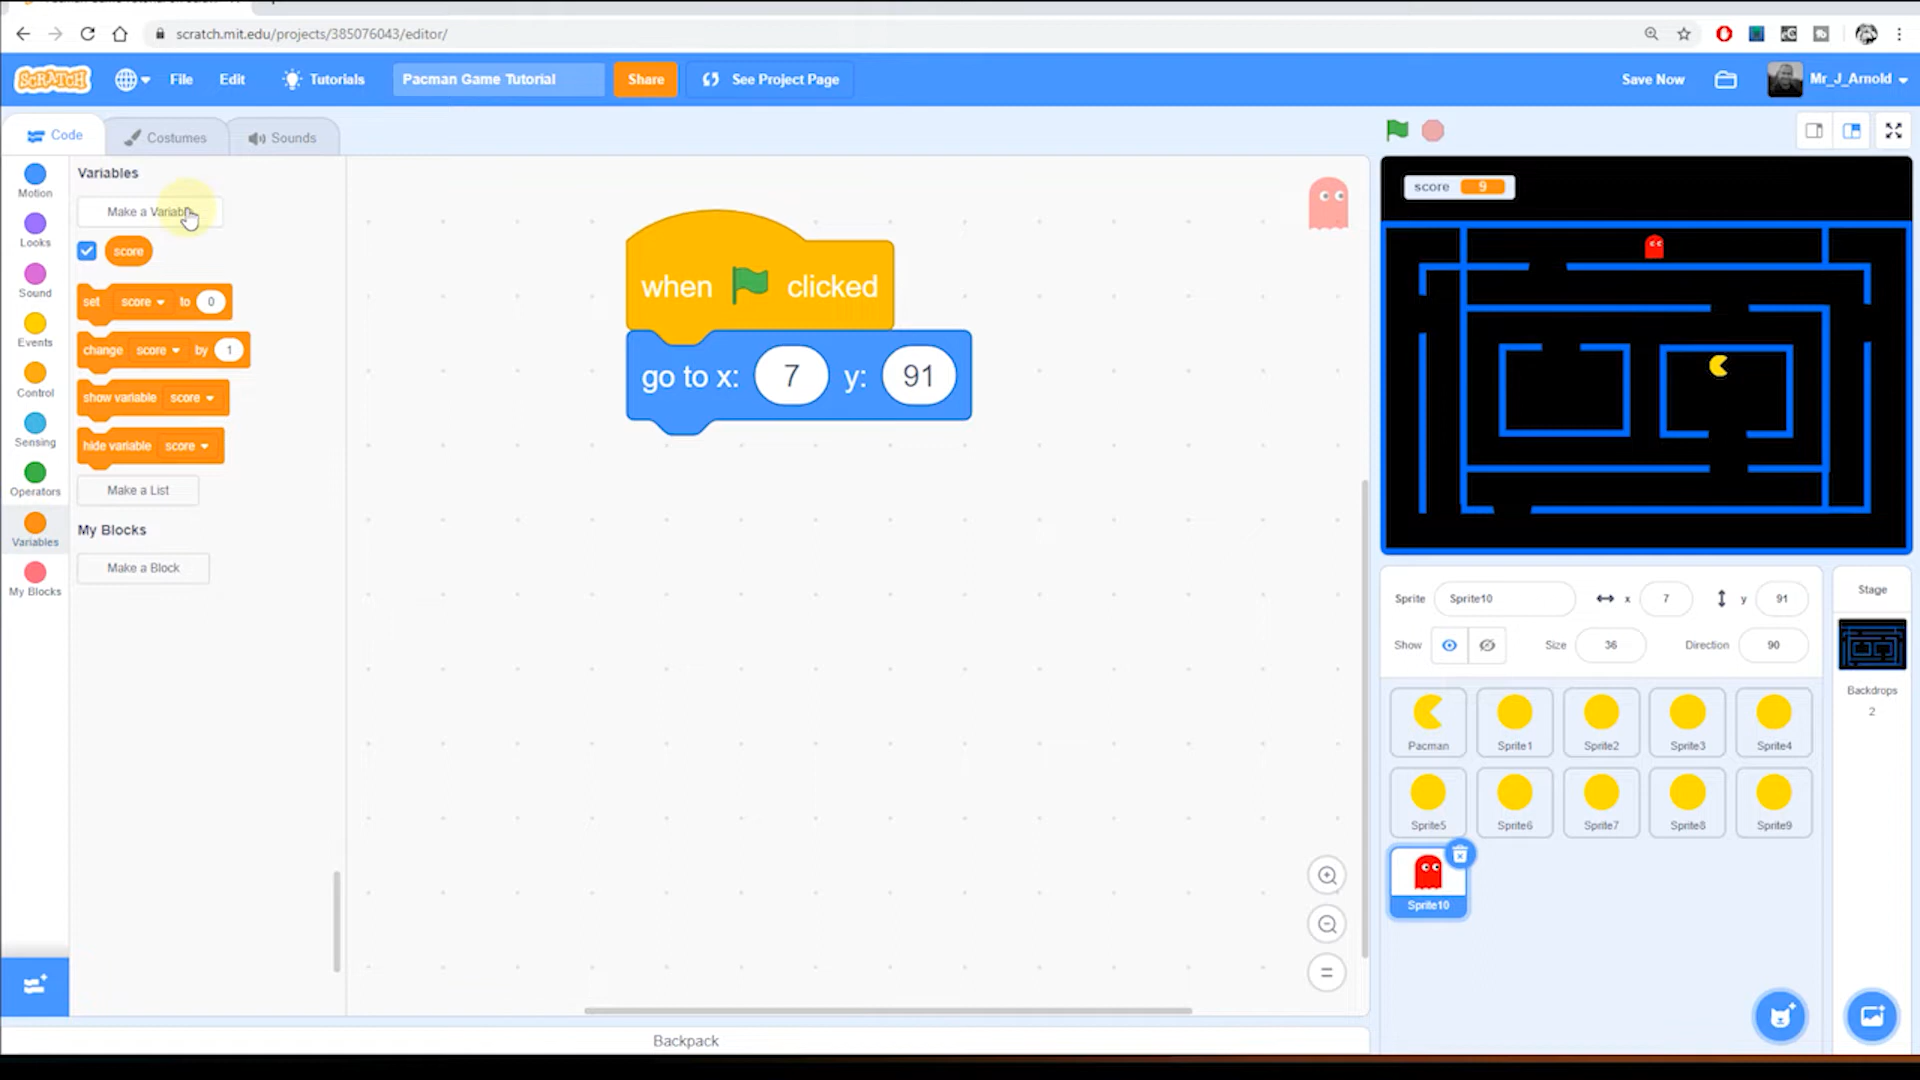 scratch.mit.edu/projects/385076043/editor/
SCRATCH
File
Edit
Tutorials
Pacman Game Tutorial
Share
See Project Page
Save Now
Mr_J_Arnold
Code
Costumes
Sounds
Motion
Looks
Sound
Events
Control
Sensing
Operators
Variables
My Blocks
Variables
Make a Variable
score
set score to 0
change score by 1
show variable score
hide variable score
Make a List
My Blocks
Make a Block
when clicked
go to x: 7 y: 91
score 9
Sprite Sprite10 x 7 y 91
Show Size 36 Direction 90
Stage
Backdrops
2
Pacman
Sprite1
Sprite2
Sprite3
Sprite4
Sprite5
Sprite6
Sprite7
Sprite8
Sprite9
Sprite10
Backpack